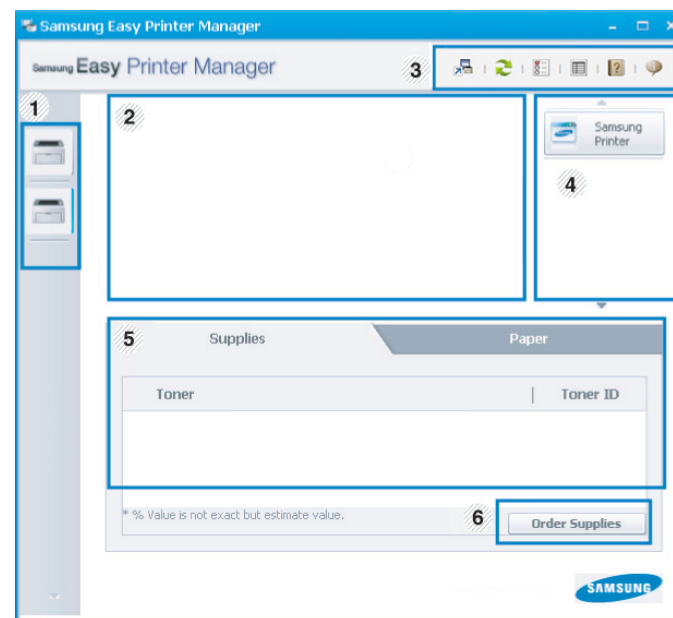 Samsung Easy Printer Manager
Samsung Easy Printer Manager
3
1
2
Samsung
Printer
4
5
Supplies
Paper
Toner
Toner ID
* % Value is not exact but estimate value.
6
Order Supplies
SAMSUNG